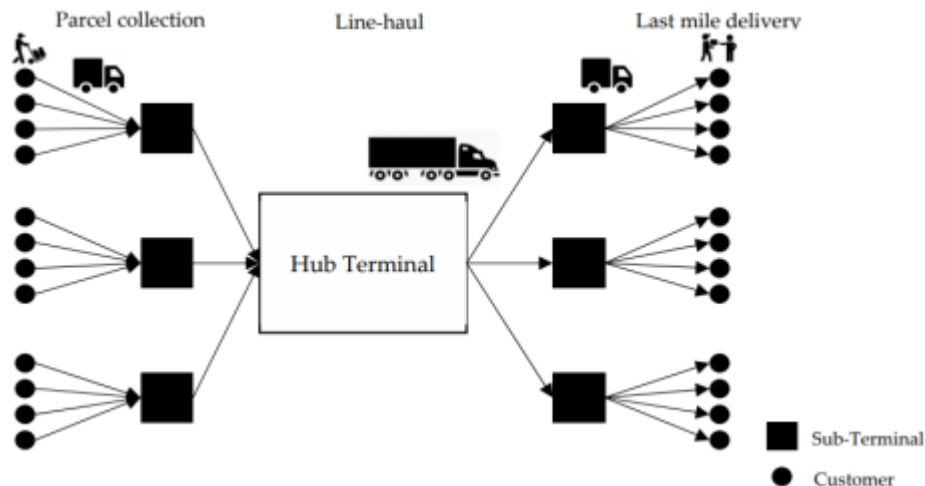 Parcel collection
Line-haul
Last mile delivery
Hub Terminal
Sub-Terminal
Customer